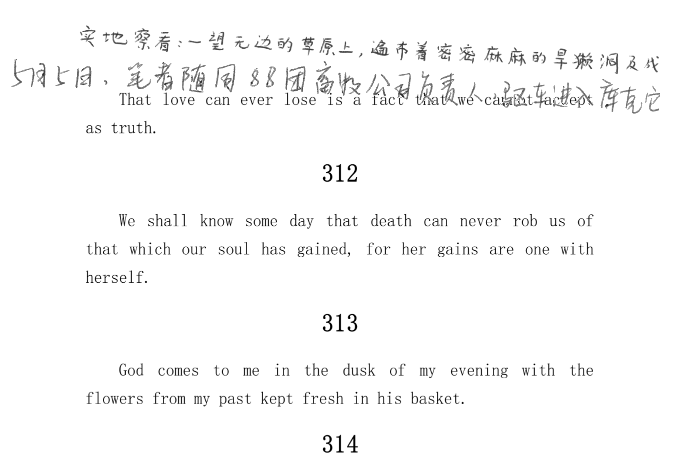 实地察看：一望无边的草原上，遍布着密密麻麻的旱獭洞及戗
5月5日、笔者随同88团畜牧公司负责人，驱车进入库克它
That love can ever lose is a fact that we cannot accept
as truth.
312
We shall know some day that death can never rob us of
that which our soul has gained, for her gains are one with
herself.
313
God comes to me in the dusk of my evening with the
flowers from my past kept fresh in his basket.
314